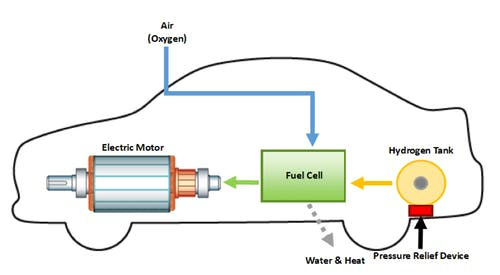 Air
(Oxygen)
Electric Motor
Fuel Cell
Hydrogen Tank
Water & Heat
Pressure Relief Device